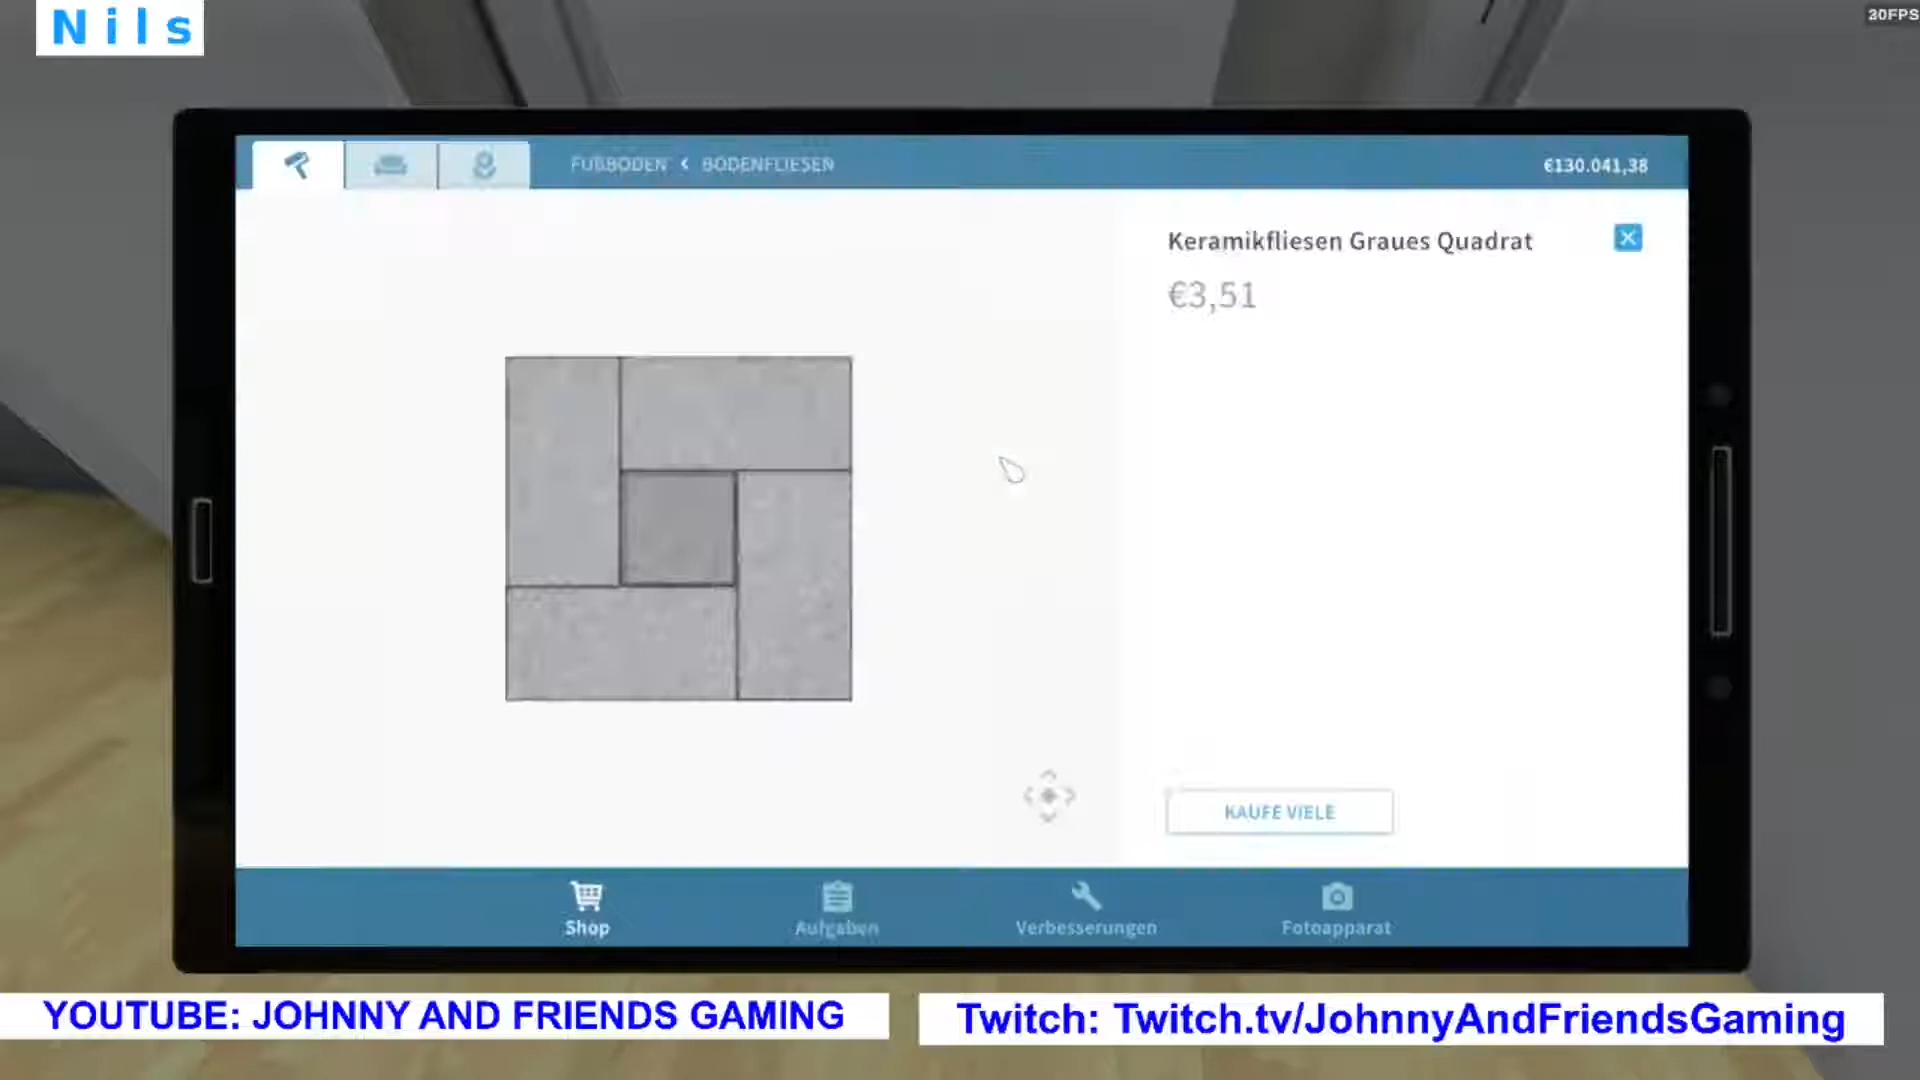 Nils
30FPS
FUßBODEN < BODENFLIESEN
€130.041,38
Keramikfliesen Graues Quadrat
€3,51
KAUFE VIELE
Shop
Aufgaben
Verbesserungen
Fotoapparat
YOUTUBE: JOHNNY AND FRIENDS GAMING
Twitch: Twitch.tv/JohnnyAndFriendsGaming